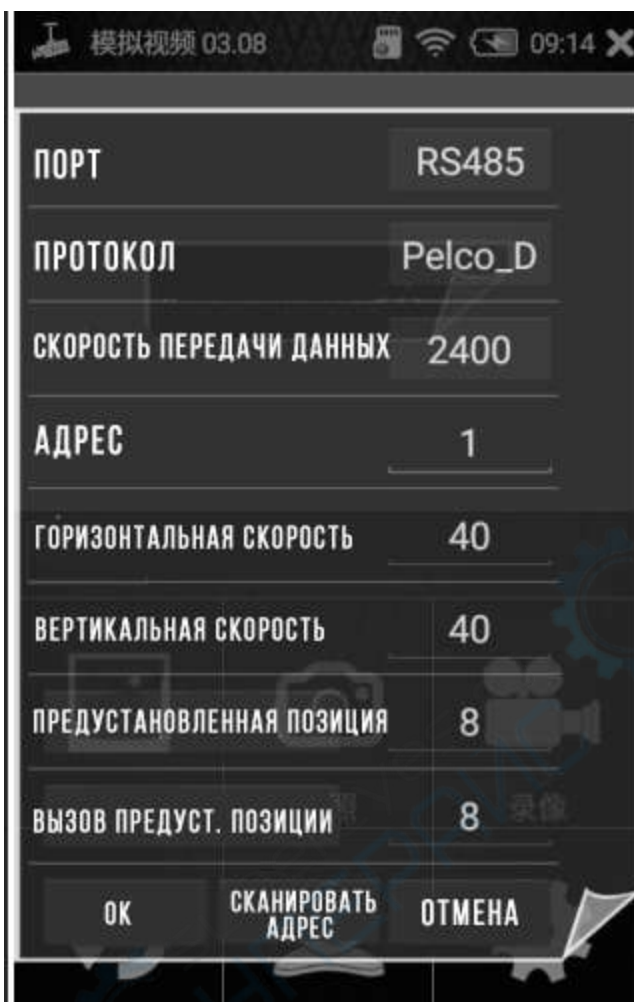 模拟视频 03.08 09:14
ПОРТ RS485
ПРОТОКОЛ Pelco_D
СКОРОСТЬ ПЕРЕДАЧИ ДАННЫХ 2400
АДРЕС 1
ГОРИЗОНТАЛЬНАЯ СКОРОСТЬ 40
ВЕРТИКАЛЬНАЯ СКОРОСТЬ 40
ПРЕДУСТАНОВЛЕННАЯ ПОЗИЦИЯ 8
ВЫЗОВ ПРЕДУСТ. ПОЗИЦИИ 8
录像
OK СКАНИРОВАТЬ АДРЕС ОТМЕНА